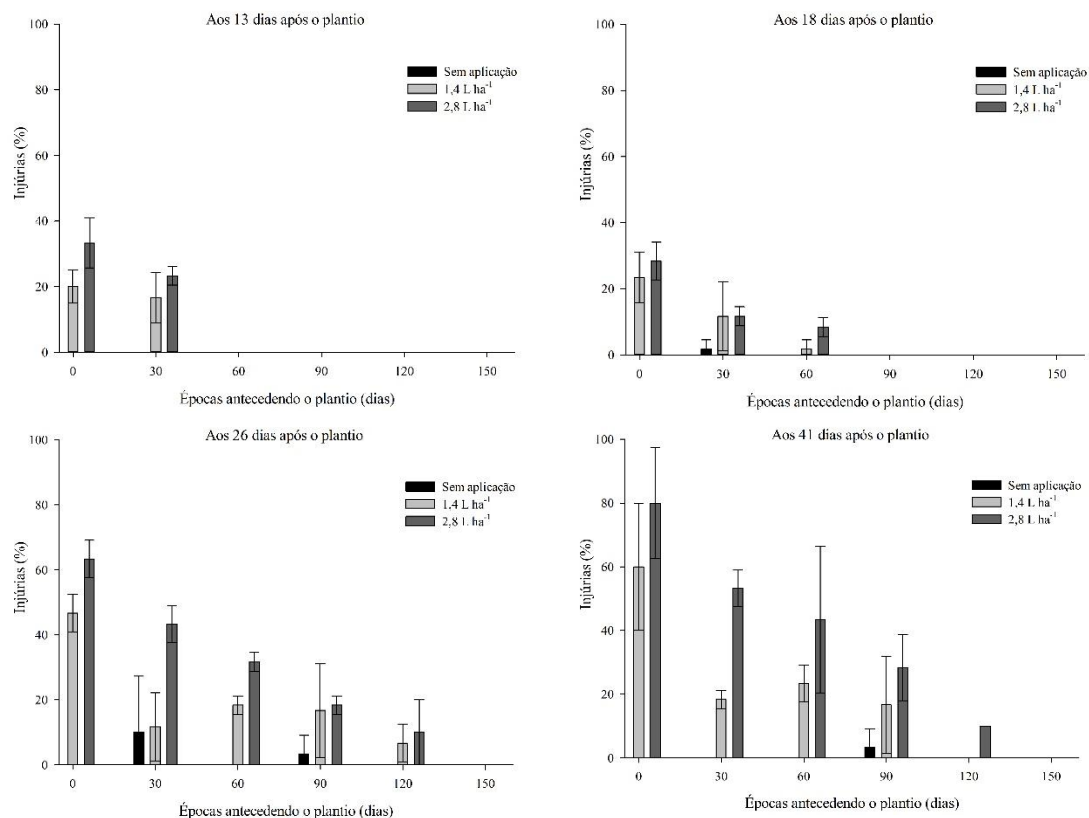 Aos 13 dias após o plantio
100
80
60
40
20
0
Injúrias (%)
Sem aplicação
1,4 L ha⁻¹
2,8 L ha⁻¹
0 30 60 90 120 150
Épocas antecedendo o plantio (dias)
Aos 18 dias após o plantio
100
80
60
40
20
0
Injúrias (%)
Sem aplicação
1,4 L ha⁻¹
2,8 L ha⁻¹
0 30 60 90 120 150
Épocas antecedendo o plantio (dias)
Aos 26 dias após o plantio
100
80
60
40
20
0
Injúrias (%)
Sem aplicação
1,4 L ha⁻¹
2,8 L ha⁻¹
0 30 60 90 120 150
Épocas antecedendo o plantio (dias)
Aos 41 dias após o plantio
100
80
60
40
20
0
Injúrias (%)
Sem aplicação
1,4 L ha⁻¹
2,8 L ha⁻¹
0 30 60 90 120 150
Épocas antecedendo o plantio (dias)